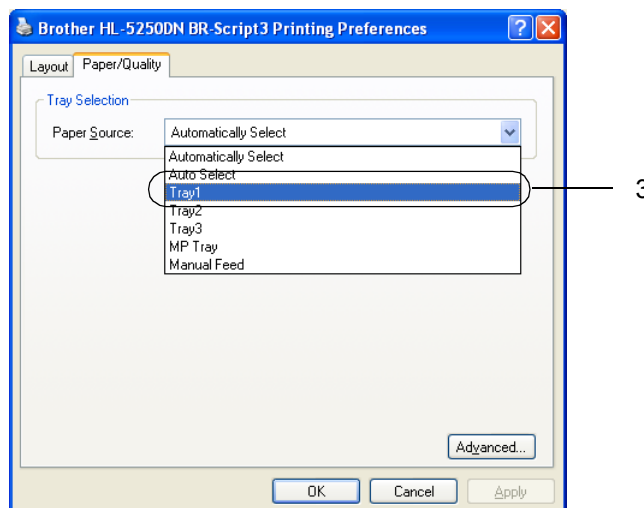 Brother HL-5250DN BR-Script3 Printing Preferences
Layout Paper/Quality
Tray Selection
Paper Source: Automatically Select
Automatically Select
Auto Select
Tray1
3
Tray2
Tray3
MP Tray
Manual Feed
Advanced...
OK Cancel Apply